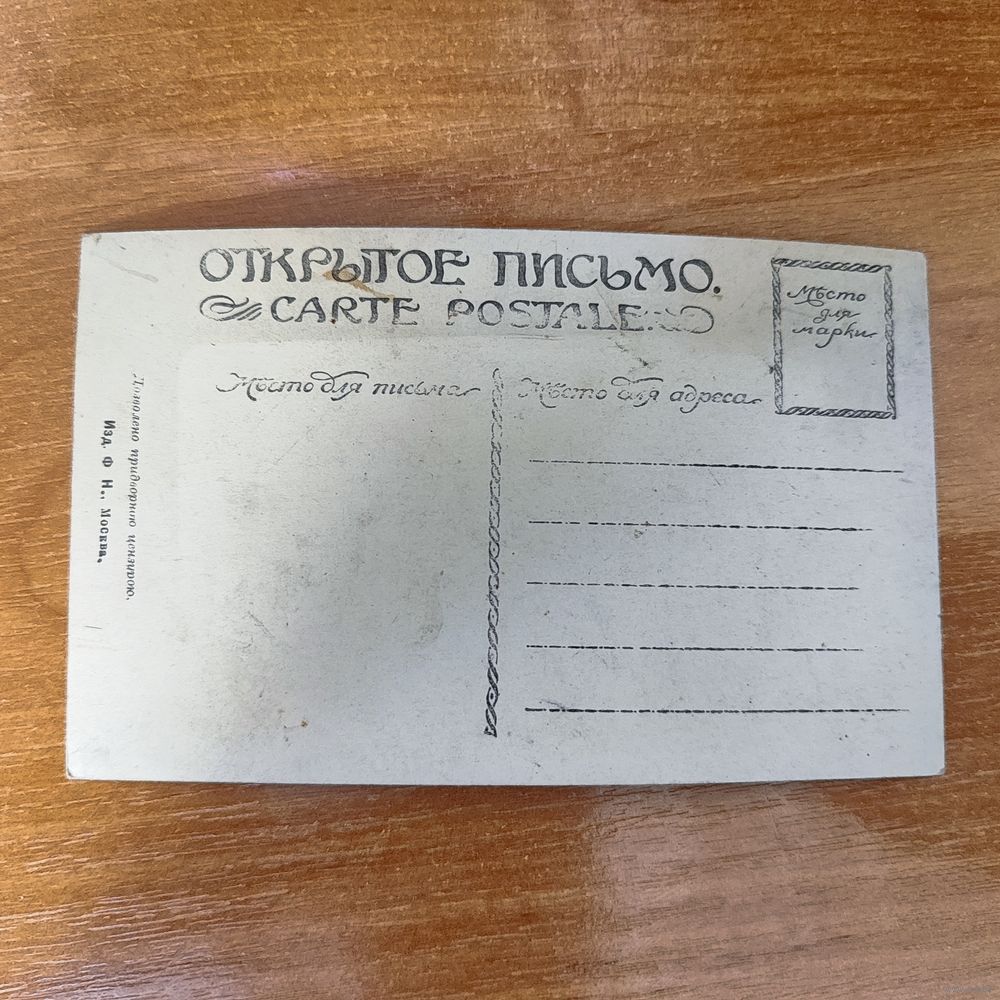 ОТКРЫТОЕ ПИСЬМО.
CARTE POSTALE.
Мѣсто для марки
Мѣсто для письма
Мѣсто для адреса
Дозволено придворною цензурою.
Изд. Ф Н., Москва.